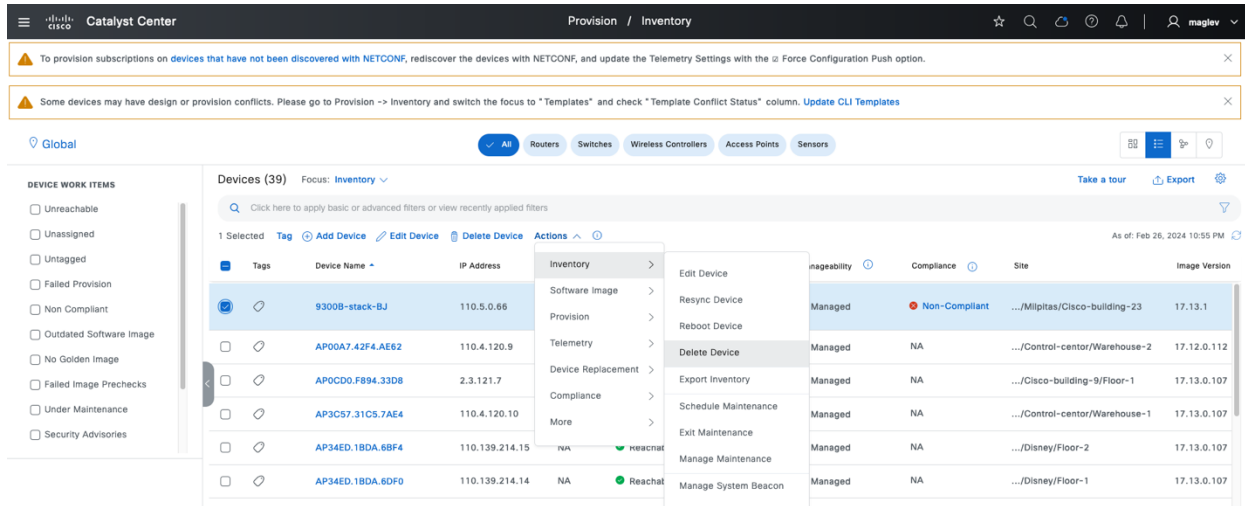 cisco Catalyst Center Provision / Inventory maglev
To provision subscriptions on devices that have not been discovered with NETCONF, rediscover the devices with NETCONF, and update the Telemetry Settings with the ☑ Force Configuration Push option.
Some devices may have design or provision conflicts. Please go to Provision -> Inventory and switch the focus to "Templates" and check "Template Conflict Status" column. Update CLI Templates
Global All Routers Switches Wireless Controllers Access Points Sensors
DEVICE WORK ITEMS
Unreachable
Unassigned
Untagged
Failed Provision
Non Compliant
Outdated Software Image
No Golden Image
Failed Image Prechecks
Under Maintenance
Security Advisories
Devices (39) Focus: Inventory Take a tour Export
Click here to apply basic or advanced filters or view recently applied filters
1 Selected Tag Add Device Edit Device Delete Device Actions As of: Feb 26, 2024 10:55 PM
Tags Device Name IP Address nageability Compliance Site Image Version
9300B-stack-BJ 110.5.0.66 Managed Non-Compliant .../Milpitas/Cisco-building-23 17.13.1
AP00A7.42F4.AE62 110.4.120.9 Managed NA .../Control-centor/Warehouse-2 17.12.0.112
AP0CD0.F894.33D8 2.3.121.7 Managed NA .../Cisco-building-9/Floor-1 17.13.0.107
AP3C57.31C5.7AE4 110.4.120.10 Managed NA .../Control-centor/Warehouse-1 17.13.0.107
AP34ED.1BDA.6BF4 110.139.214.15 NA Reachab Managed NA .../Disney/Floor-2 17.13.0.107
AP34ED.1BDA.6DF0 110.139.214.14 NA Reachab Managed NA .../Disney/Floor-1 17.13.0.107
Inventory
Software Image
Provision
Telemetry
Device Replacement
Compliance
More
Edit Device
Resync Device
Reboot Device
Delete Device
Export Inventory
Schedule Maintenance
Exit Maintenance
Manage Maintenance
Manage System Beacon